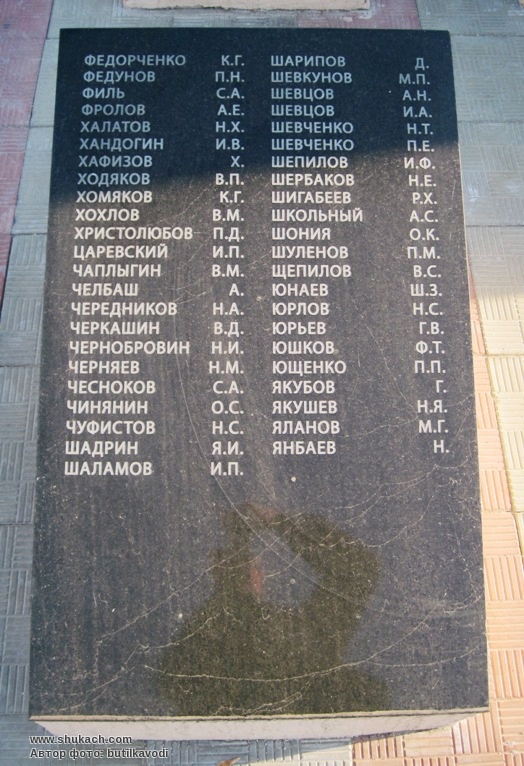 ФЕДОРЧЕНКО К.Г.
ФЕДУНОВ П.Н.
ФИЛЬ С.А.
ФРОЛОВ А.Е.
ХАЛАТОВ Н.Х.
ХАНДОГИН И.В.
ХАФИЗОВ Х.
ХОДЯКОВ В.П.
ХОМЯКОВ К.Г.
ХОХЛОВ В.М.
ХРИСТОЛЮБОВ П.Д.
ЦАРЕВСКИЙ И.П.
ЧАПЛЫГИН В.М.
ЧЕЛБАШ А.
ЧЕРЕДНИКОВ Н.А.
ЧЕРКАШИН В.Д.
ЧЕРНОБРОВИН Н.И.
ЧЕРНЯЕВ Н.М.
ЧЕСНОКОВ С.А.
ЧИНЯНИН О.С.
ЧУФИСТОВ Н.С.
ШАДРИН Я.И.
ШАЛАМОВ И.П.
ШАРИПОВ Д.
ШЕВКУНОВ М.П.
ШЕВЦОВ А.Н.
ШЕВЦОВ И.А.
ШЕВЧЕНКО Н.Т.
ШЕВЧЕНКО П.Е.
ШЕПИЛОВ И.Ф.
ШЕРБАКОВ Н.Е.
ШИГАБЕЕВ Р.Х.
ШКОЛЬНЫЙ А.С.
ШОНИЯ О.К.
ШУЛЕНОВ П.М.
ЩЕПИЛОВ В.С.
ЮНАЕВ Ш.З.
ЮРЛОВ Н.С.
ЮРЬЕВ Г.В.
ЮШКОВ Ф.Т.
ЮЩЕНКО П.П.
ЯКУБОВ Г.
ЯКУШЕВ Н.Я.
ЯЛАНОВ М.Г.
ЯНБАЕВ Н.
www.shukach.com
Автор фото: butilkavodi